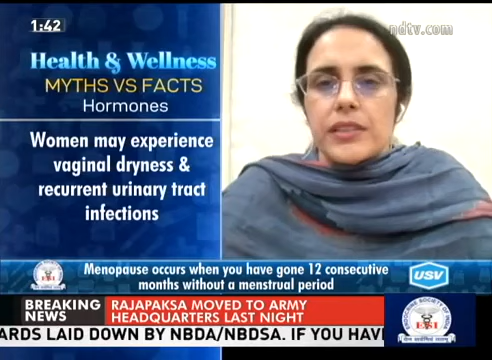 1:42
ndtv.com
Health & Wellness
MYTHS VS FACTS
Hormones
Women may experience
vaginal dryness &
recurrent urinary tract
infections
Menopause occurs when you have gone 12 consecutive
months without a menstrual period
USV
BREAKING
NEWS
RAJAPAKSA MOVED TO ARMY
HEADQUARTERS LAST NIGHT
ARDS LAID DOWN BY NBDA/NBDSA. IF YOU HAVE
ESI